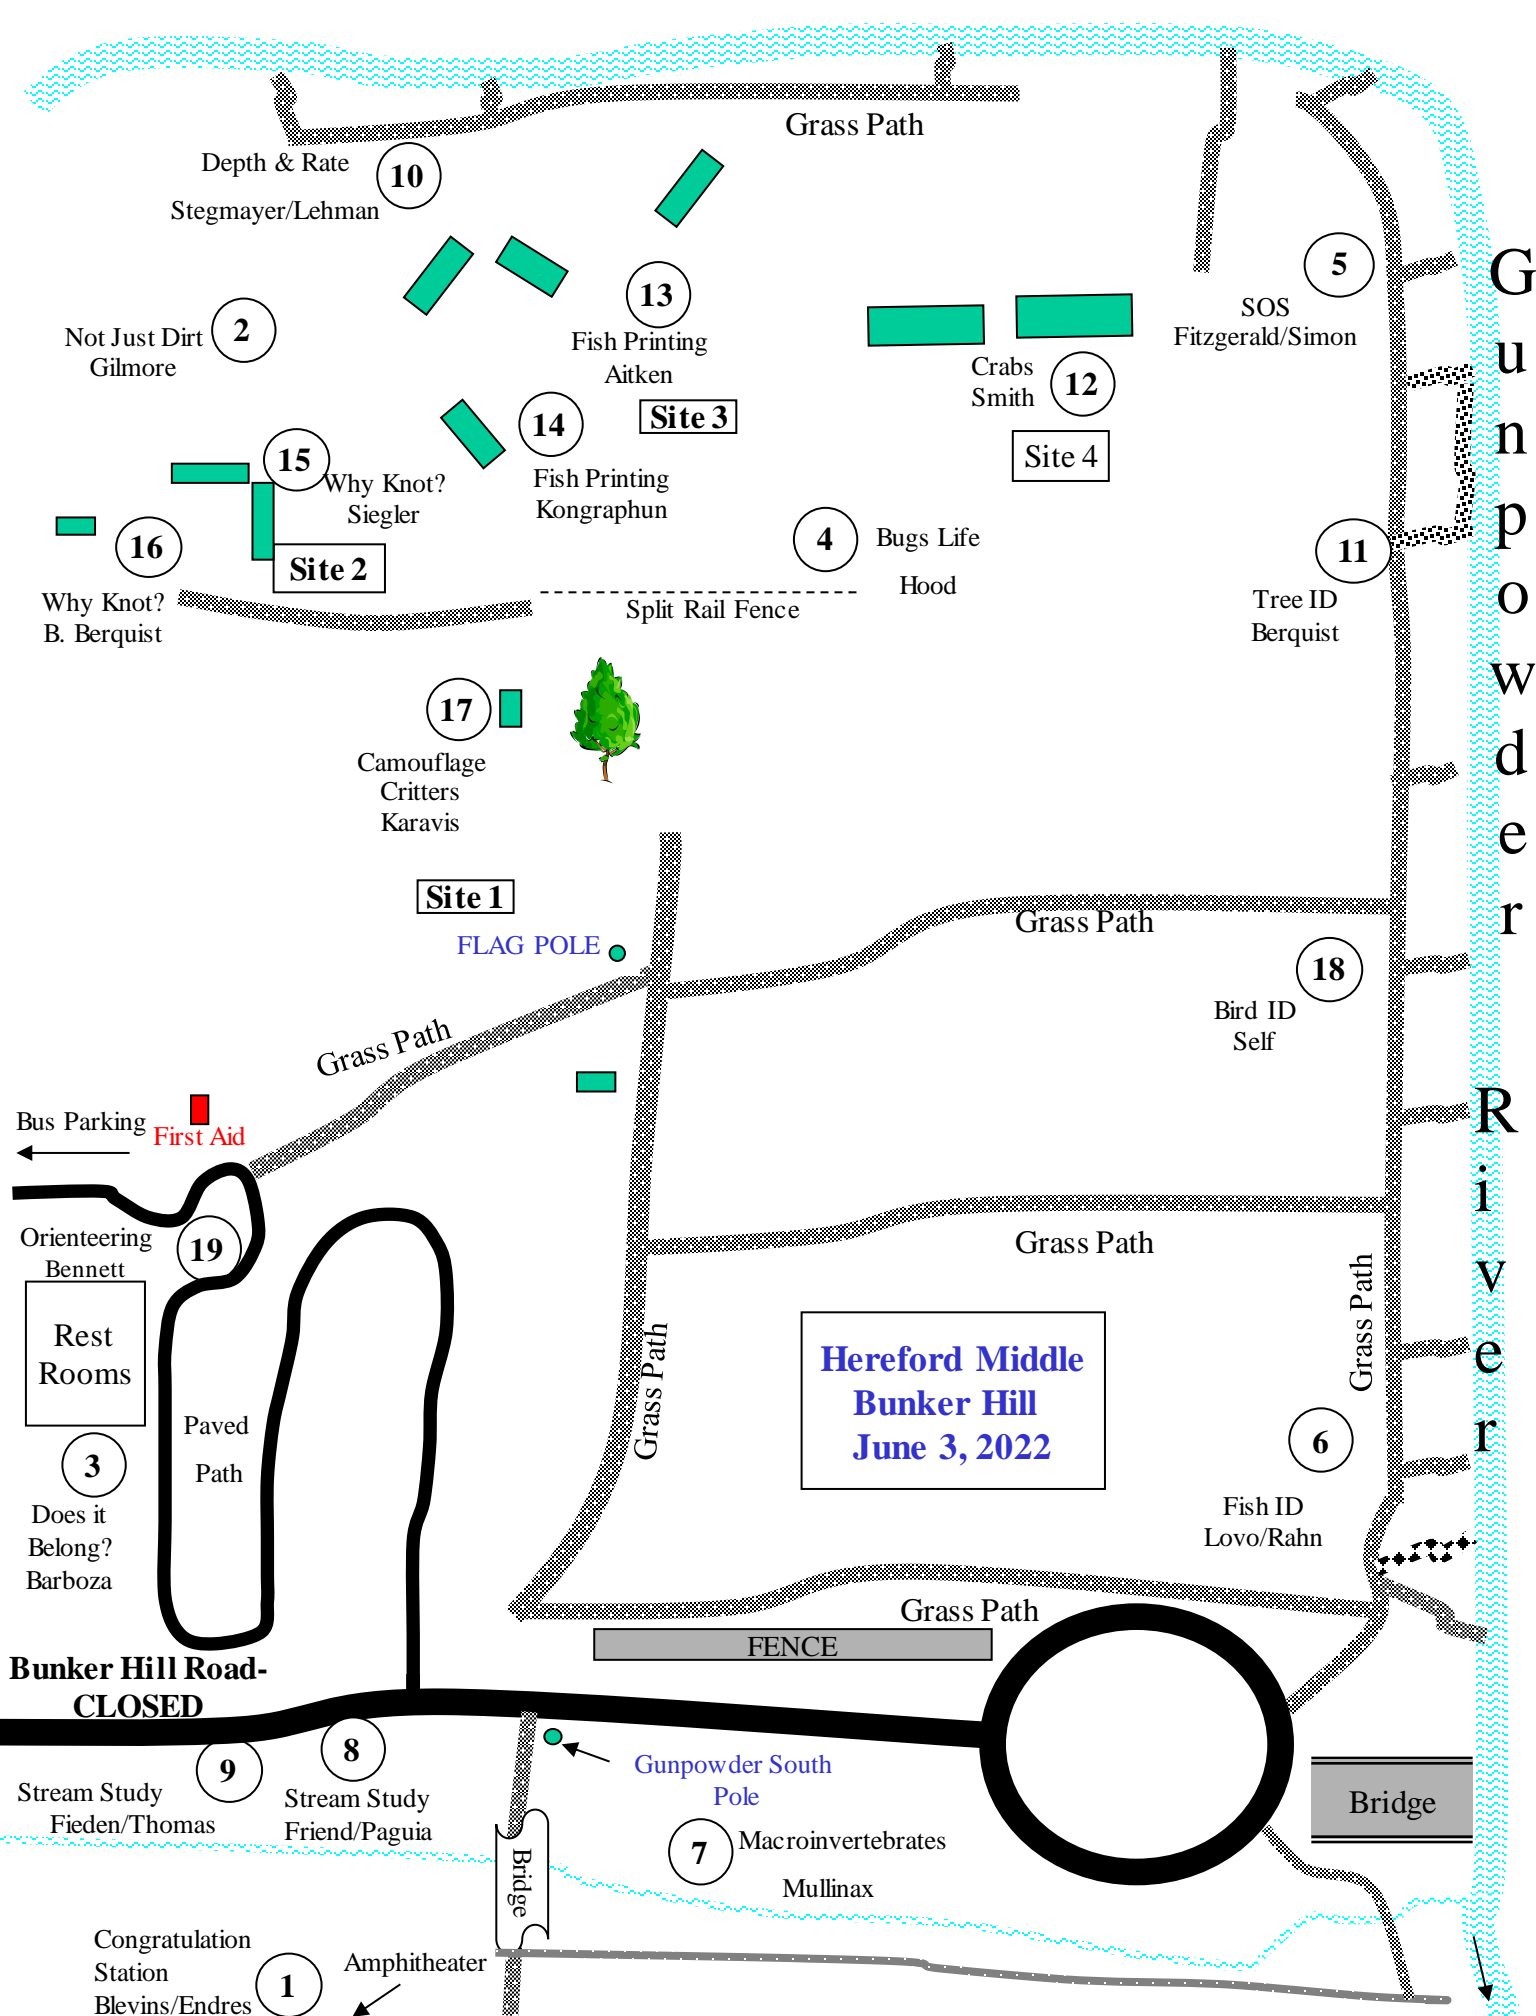 Grass Path
Depth & Rate
10
Stegmayer/Lehman
13
Fish Printing
Aitken
Site 3
2
Not Just Dirt
Gilmore
5
SOS
Fitzgerald/Simon
Crabs
Smith
12
Site 4
14
Fish Printing
Kongraphun
15
Why Knot?
Siegler
Site 2
16
Why Knot?
B. Berquist
4
Bugs Life
Hood
Split Rail Fence
11
Tree ID
Berquist
17
Camouflage
Critters
Karavis
Site 1
FLAG POLE
Grass Path
18
Bird ID
Self
Grass Path
Gunpowder River
Bus Parking
First Aid
Orienteering
Bennett
19
Rest
Rooms
Paved
Path
3
Does it
Belong?
Barboza
Grass Path
Grass Path
Grass Path
Hereford Middle
Bunker Hill
June 3, 2022
6
Fish ID
Lovo/Rahn
Grass Path
FENCE
Bunker Hill Road-
CLOSED
9
Stream Study
Fieden/Thomas
8
Stream Study
Friend/Paguia
Gunpowder South
Pole
7
Macroinvertebrates
Mullinax
Bridge
Bridge
Congratulation
Station
Blevins/Endres
1
Amphitheater